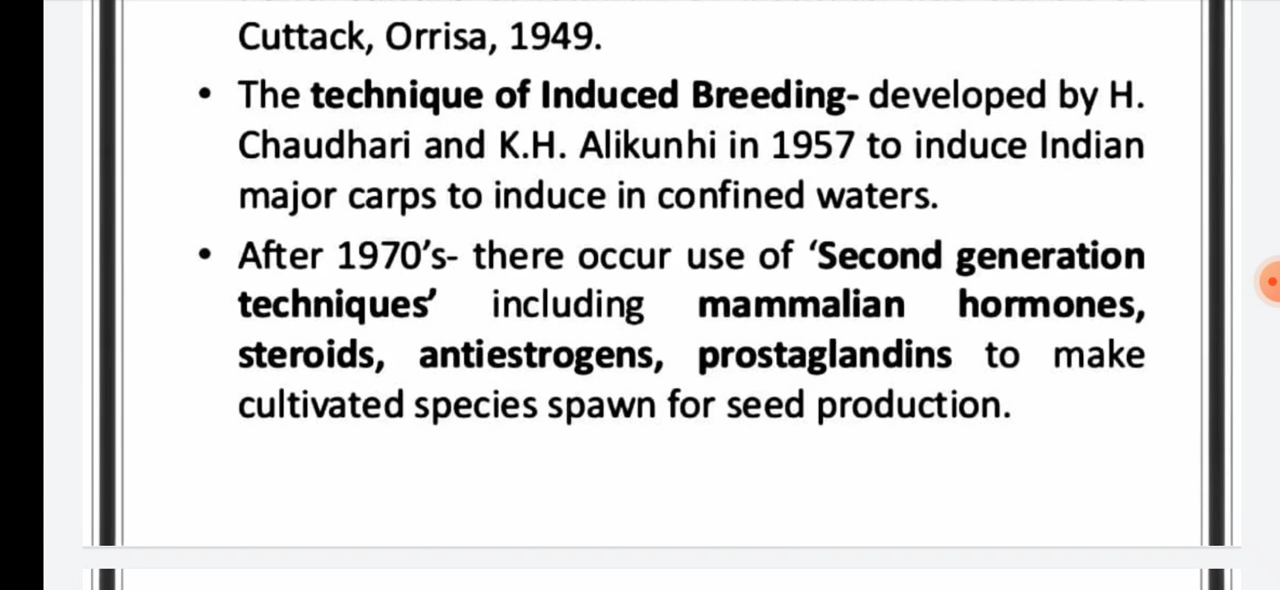 Cuttack, Orrisa, 1949.
• The technique of Induced Breeding- developed by H.
Chaudhari and K.H. Alikunhi in 1957 to induce Indian
major carps to induce in confined waters.
• After 1970’s- there occur use of ‘Second generation
techniques’ including mammalian hormones,
steroids, antiestrogens, prostaglandins to make
cultivated species spawn for seed production.